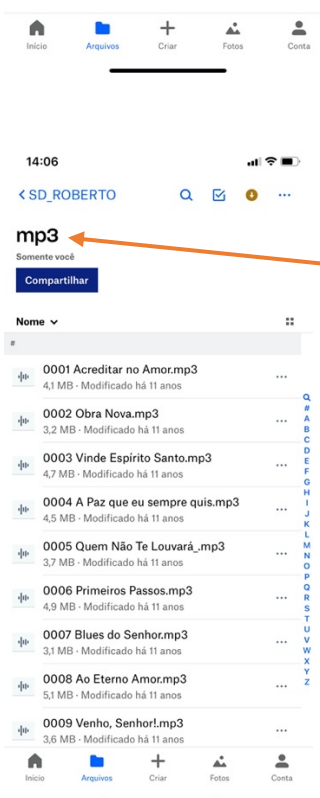 Início Arquivos Criar Fotos Conta
14:06
SD_ROBERTO
mp3
Somente você
Compartilhar
Nome
#
0001 Acreditar no Amor.mp3
4,1 MB · Modificado há 11 anos
0002 Obra Nova.mp3
3,2 MB · Modificado há 11 anos
0003 Vinde Espírito Santo.mp3
4,7 MB · Modificado há 11 anos
0004 A Paz que eu sempre quis.mp3
4,5 MB · Modificado há 11 anos
0005 Quem Não Te Louvará_.mp3
3,7 MB · Modificado há 11 anos
0006 Primeiros Passos.mp3
4,9 MB · Modificado há 11 anos
0007 Blues do Senhor.mp3
3,1 MB · Modificado há 11 anos
0008 Ao Eterno Amor.mp3
5,1 MB · Modificado há 11 anos
0009 Venho, Senhor!.mp3
3,6 MB · Modificado há 11 anos
#
A
B
C
D
E
F
G
H
I
J
K
L
M
N
O
P
Q
R
S
T
U
V
W
X
Y
Z
Início Arquivos Criar Fotos Conta